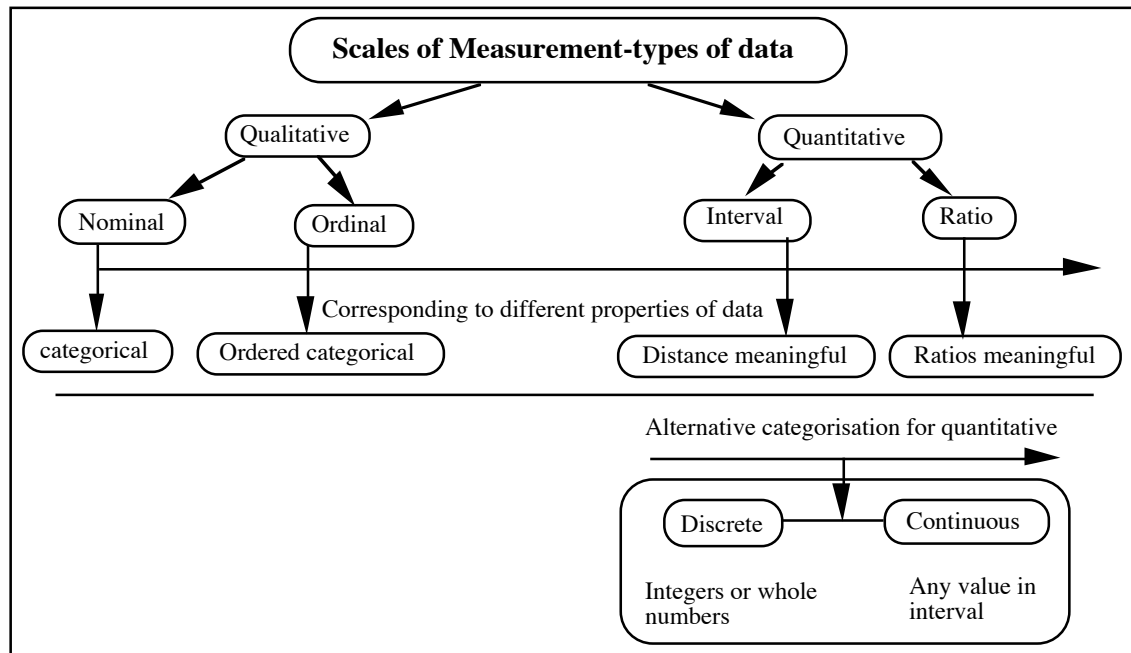 Scales of Measurement-types of data
Qualitative
Quantitative
Nominal
Ordinal
Interval
Ratio
Corresponding to different properties of data
categorical
Ordered categorical
Distance meaningful
Ratios meaningful
Alternative categorisation for quantitative
Discrete
Continuous
Integers or whole
numbers
Any value in
interval